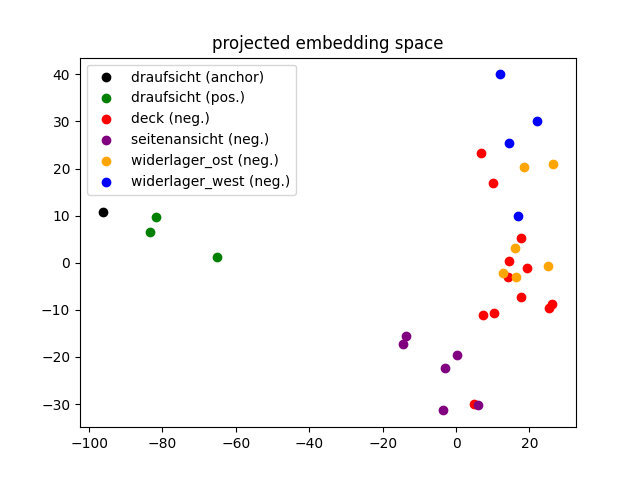 projected embedding space
draufsicht (anchor)
draufsicht (pos.)
deck (neg.)
seitenansicht (neg.)
widerlager_ost (neg.)
widerlager_west (neg.)
40
30
20
10
0
−10
−20
−30
−100 −80 −60 −40 −20 0 20